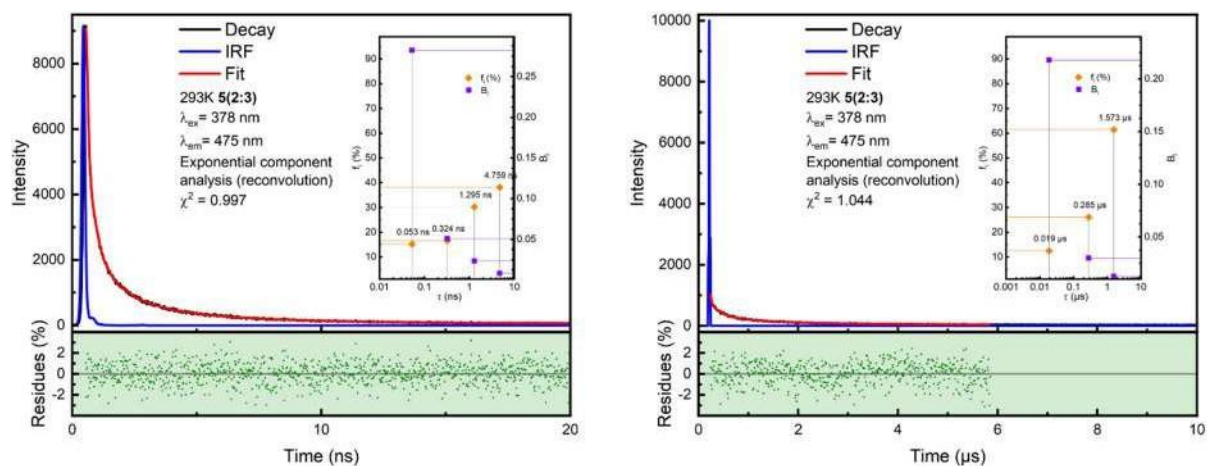 Decay
IRF
Fit
293K 5(2:3)
λex= 378 nm
λem= 475 nm
Exponential component
analysis (reconvolution)
χ² = 0.997
Intensity
8000
6000
4000
2000
0
fi (%)
90
80
70
60
50
40
30
20
10
fi (%)
Bi
0.053 ns
0.324 ns
1.295 ns
4.759 ns
0.25
0.20
0.15
0.10
0.05
Bi
0.01
0.1
1
10
τ (ns)
Residues (%)
2
0
-2
0
10
20
Time (ns)
Decay
IRF
Fit
293K 5(2:3)
λex= 378 nm
λem= 475 nm
Exponential component
analysis (reconvolution)
χ² = 1.044
Intensity
10000
8000
6000
4000
2000
0
fi (%)
90
80
70
60
50
40
30
20
10
fi (%)
Bi
0.019 µs
0.285 µs
1.573 µs
0.20
0.15
0.10
0.05
Bi
0.001
0.01
0.1
1
10
τ (µs)
Residues (%)
2
0
-2
0
2
4
6
8
10
Time (µs)